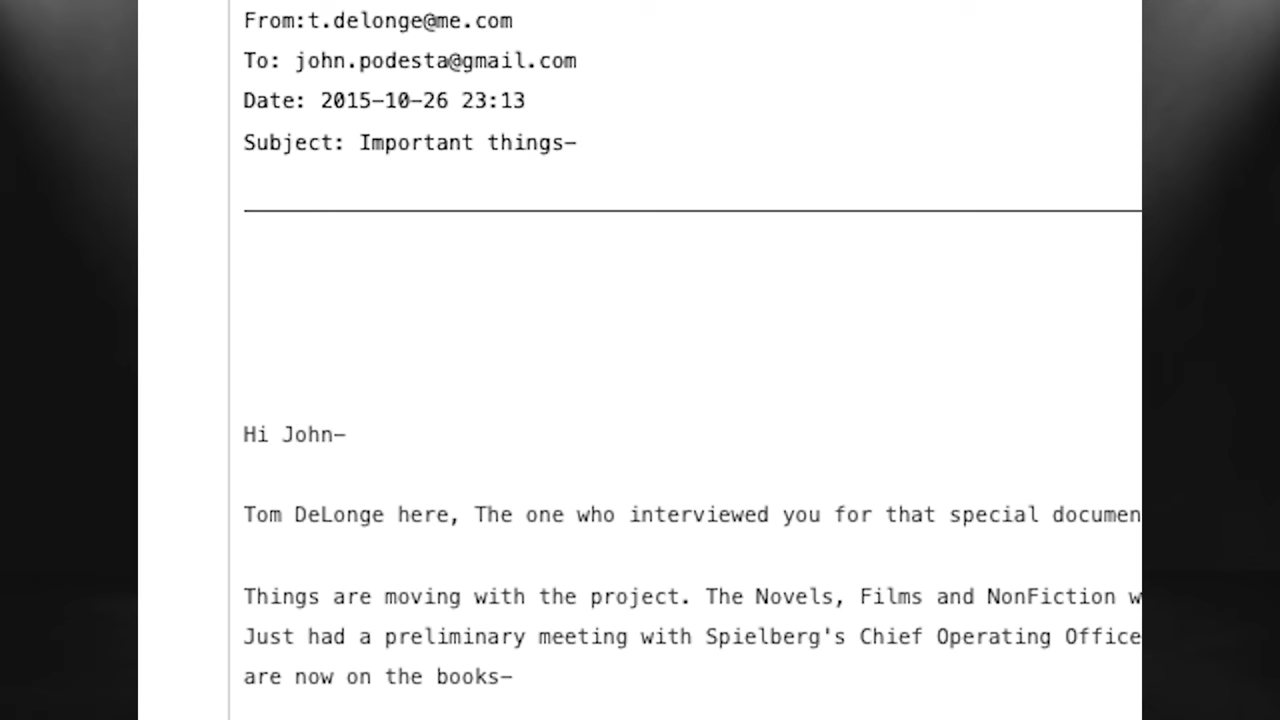 From:t.delonge@me.com
To: john.podesta@gmail.com
Date: 2015-10-26 23:13
Subject: Important things-
Hi John-
Tom DeLonge here, The one who interviewed you for that special documen
Things are moving with the project. The Novels, Films and NonFiction w
Just had a preliminary meeting with Spielberg's Chief Operating Office
are now on the books-